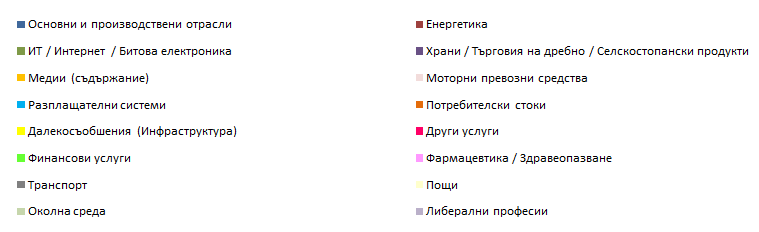 Основни и производствени отрасли
Енергетика
ИТ / Интернет / Битова електроника
Храни / Търговия на дребно / Селскостопански продукти
Медии (съдържание)
Моторни превозни средства
Разплащателни системи
Потребителски стоки
Далекосъобшения (Инфраструктура)
Други услуги
Финансови услуги
Фармацевтика / Здравеопазване
Транспорт
Пощи
Околна среда
Либерални професии